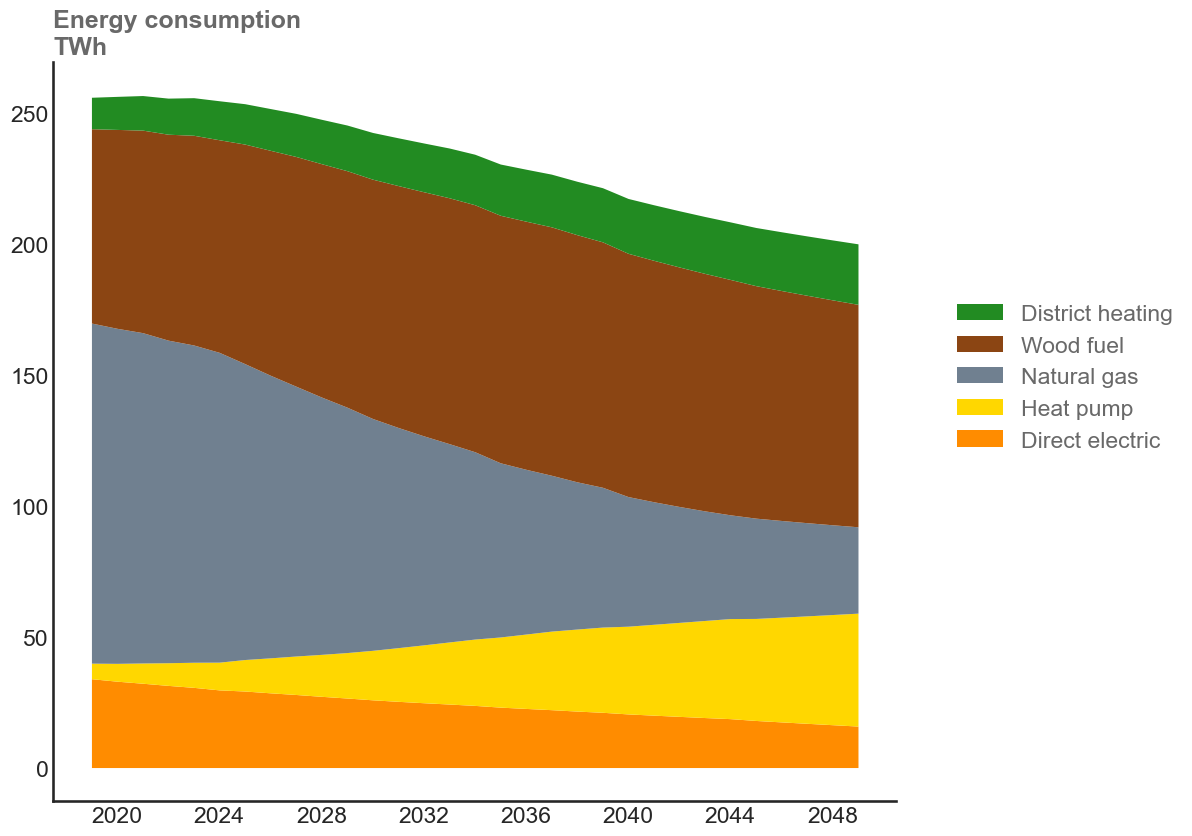 Energy consumption
TWh
250
200
150
100
50
0
2020 2024 2028 2032 2036 2040 2044 2048
District heating
Wood fuel
Natural gas
Heat pump
Direct electric